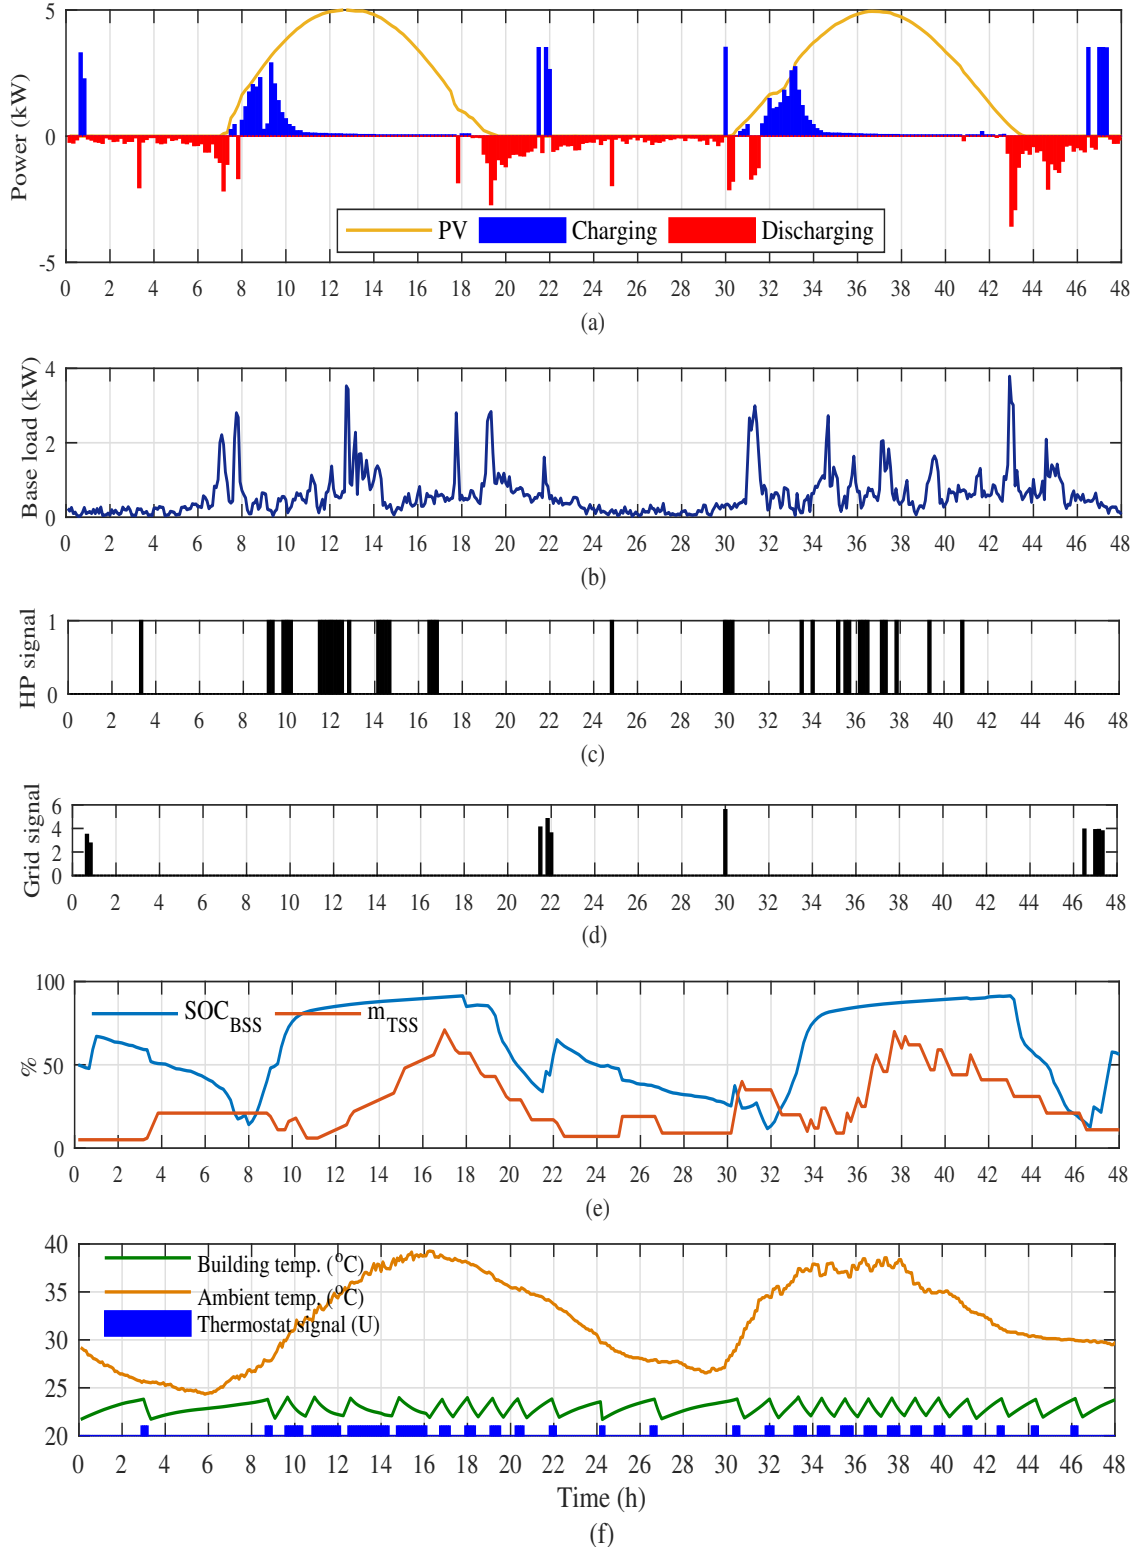 Power (kW)
5
0
-5
PV
Charging
Discharging
0 2 4 6 8 10 12 14 16 18 20 22 24 26 28 30 32 34 36 38 40 42 44 46 48
(a)
Base load (kW)
4
2
0
0 2 4 6 8 10 12 14 16 18 20 22 24 26 28 30 32 34 36 38 40 42 44 46 48
(b)
HP signal
1
0
0 2 4 6 8 10 12 14 16 18 20 22 24 26 28 30 32 34 36 38 40 42 44 46 48
(c)
Grid signal
6
4
2
0
0 2 4 6 8 10 12 14 16 18 20 22 24 26 28 30 32 34 36 38 40 42 44 46 48
(d)
%
100
50
0
SOC_BSS
m_TSS
0 2 4 6 8 10 12 14 16 18 20 22 24 26 28 30 32 34 36 38 40 42 44 46 48
(e)
40
35
30
25
20
Building temp. (°C)
Ambient temp. (°C)
Thermostat signal (U)
0 2 4 6 8 10 12 14 16 18 20 22 24 26 28 30 32 34 36 38 40 42 44 46 48
Time (h)
(f)